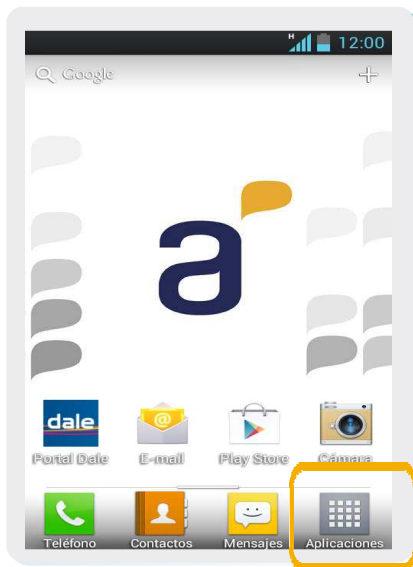 H 12:00
Google
a
dale
Portal Dale E-mail Play Store Cámara
Teléfono Contactos Mensajes Aplicaciones